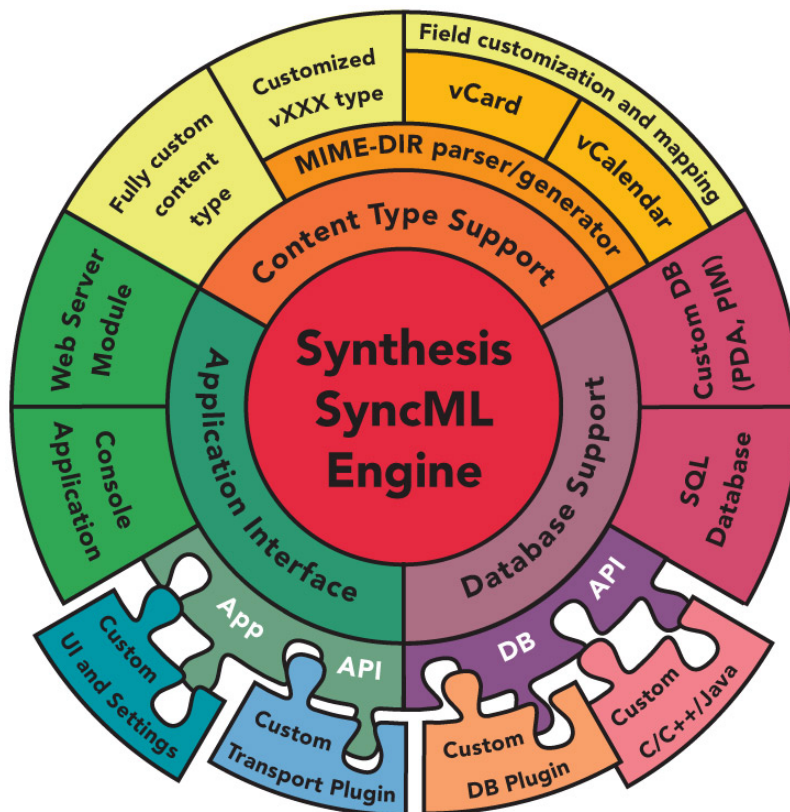 Field customization and mapping
Customized
vXXX type
vCard
vCalendar
Fully custom
content
type
MIME-DIR parser/generator
Content Type Support
Web Server
Module
Custom DB
(PDA, PIM)
Synthesis
SyncML
Engine
Application Interface
Database Support
Console
Application
SQL
Database
App API
DB API
Custom
UI and Settings
Custom
Transport Plugin
Custom
DB Plugin
Custom
C/C++/Java